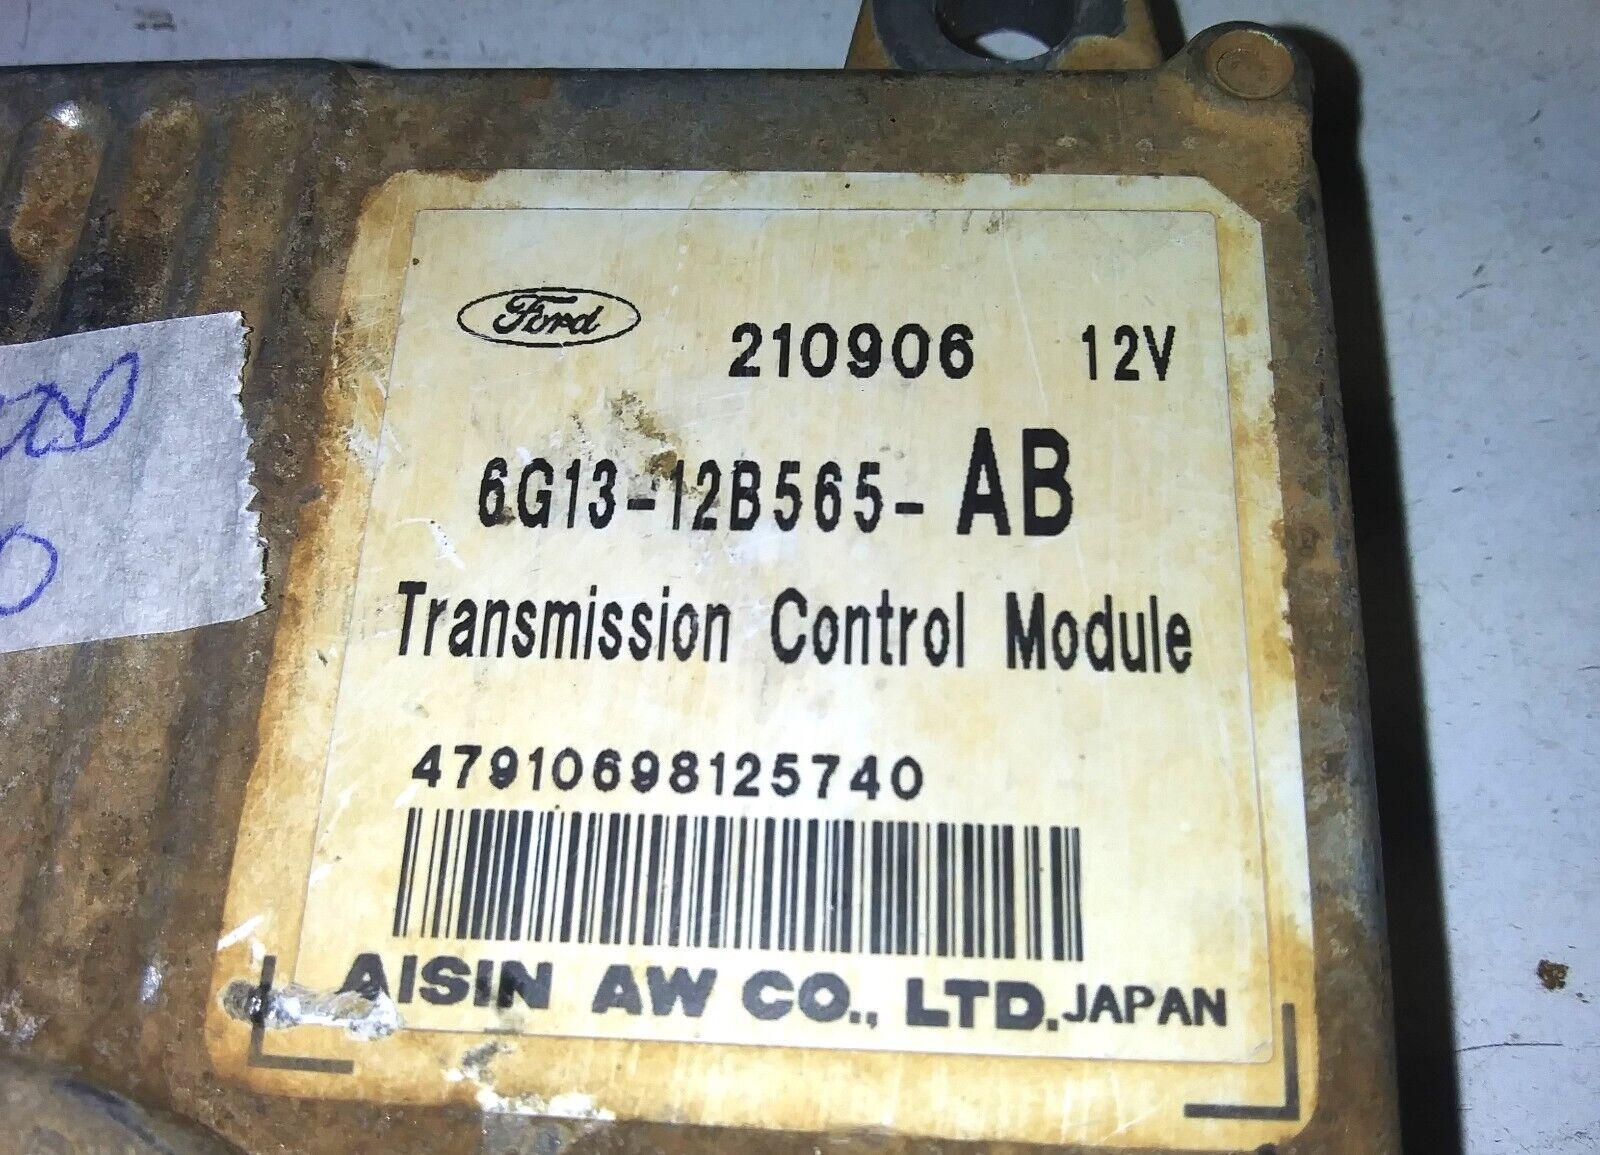 Ford
210906 12V
6G13-12B565-AB
Transmission Control Module
47910698125740
AISIN AW CO., LTD. JAPAN